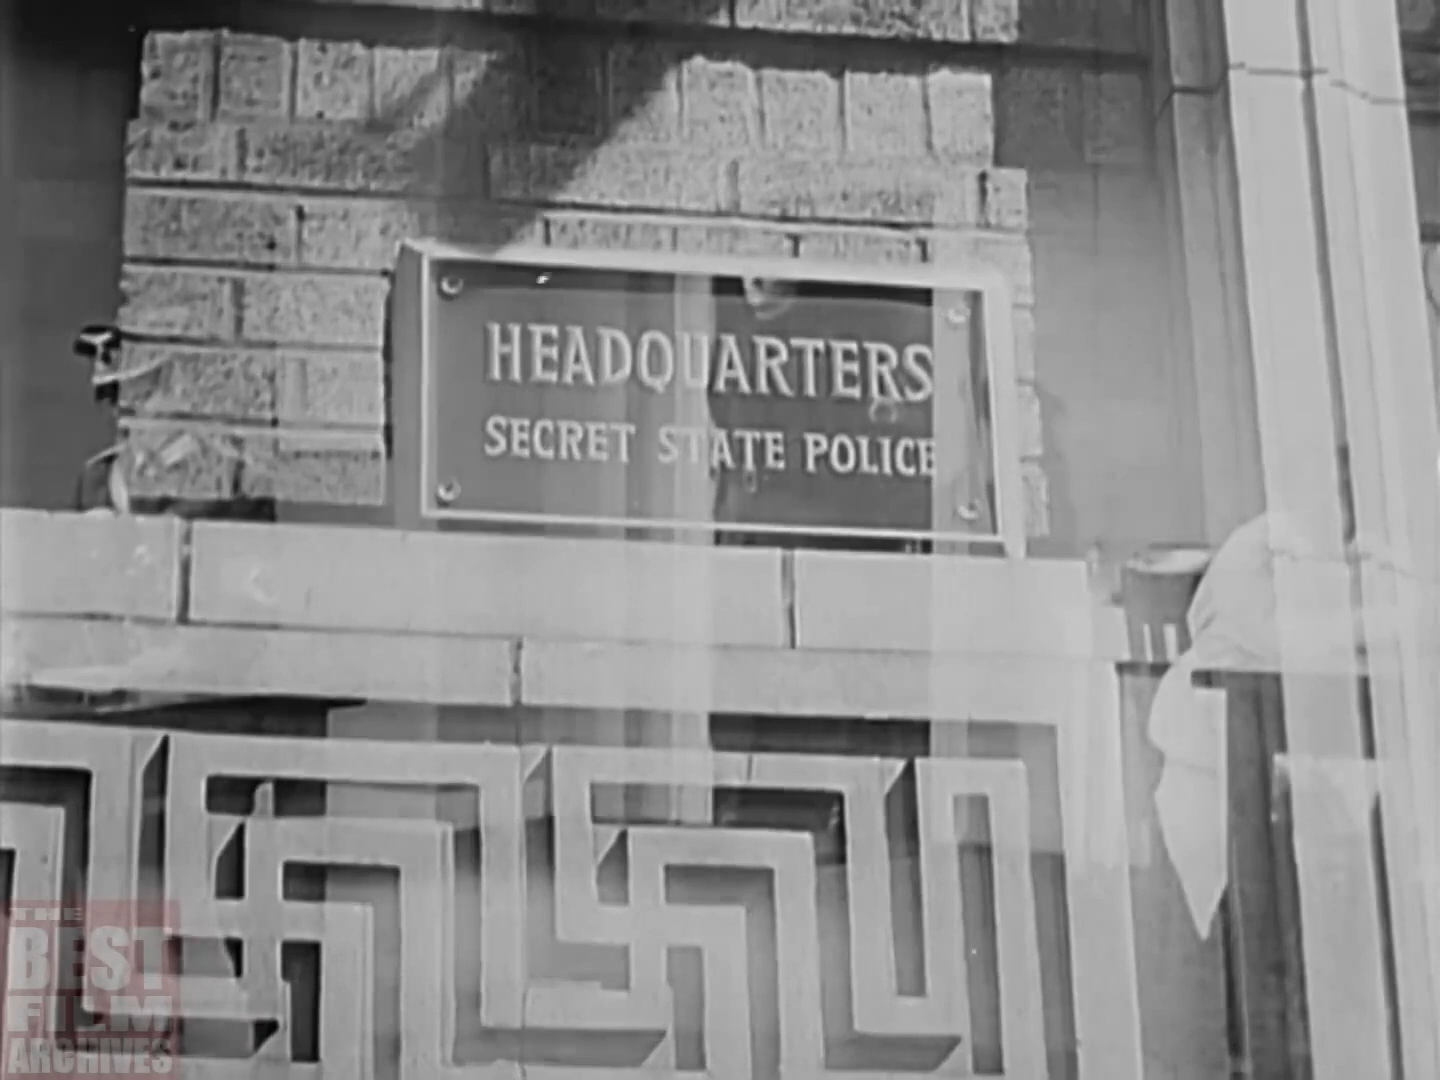 HEADQUARTERS
SECRET STATE POLICE
THE
BEST
FILM
ARCHIVES